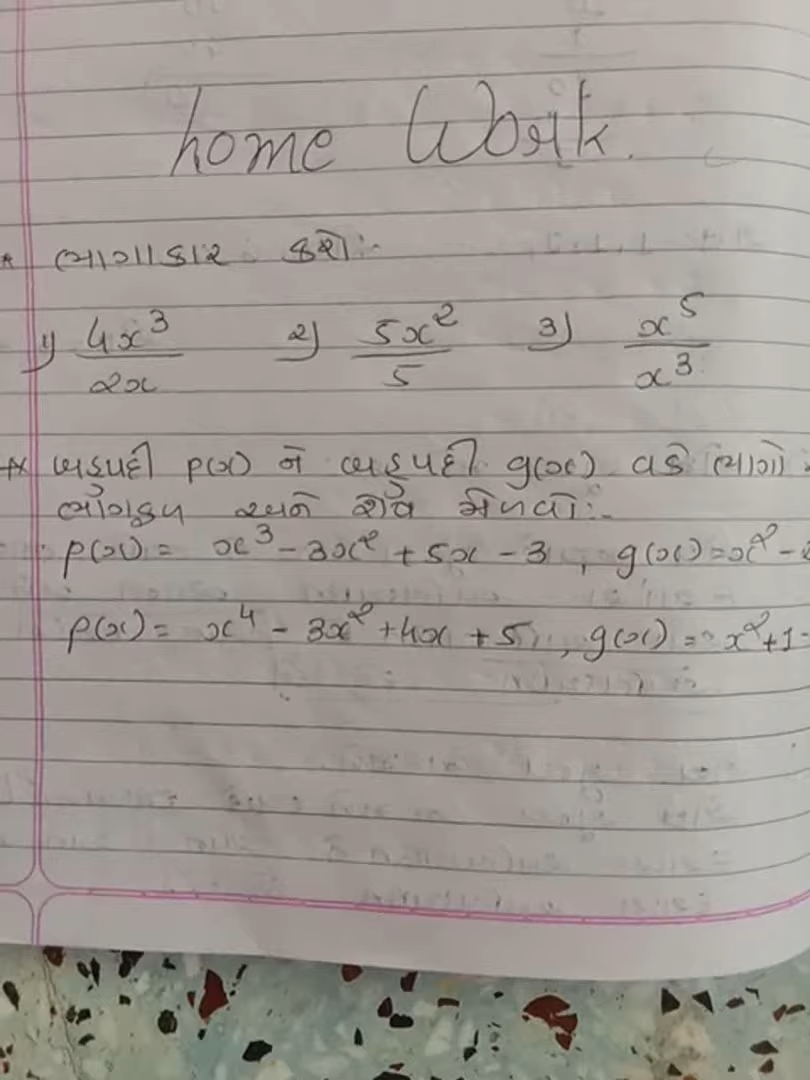 home Work.
* ભાગાકાર કરો:-
1) 4x³/2x 2) 5x²/5 3) x⁵/x³
* બહુપદી p(x) ને બહુપદી g(x) વડે ભાગો
ભાગફળ અને શેષ મેળવો:-
p(x) = x³ - 3x² + 5x - 3 , g(x) = x² -
p(x) = x⁴ - 3x² + 4x + 5 , g(x) = x² + 1 -